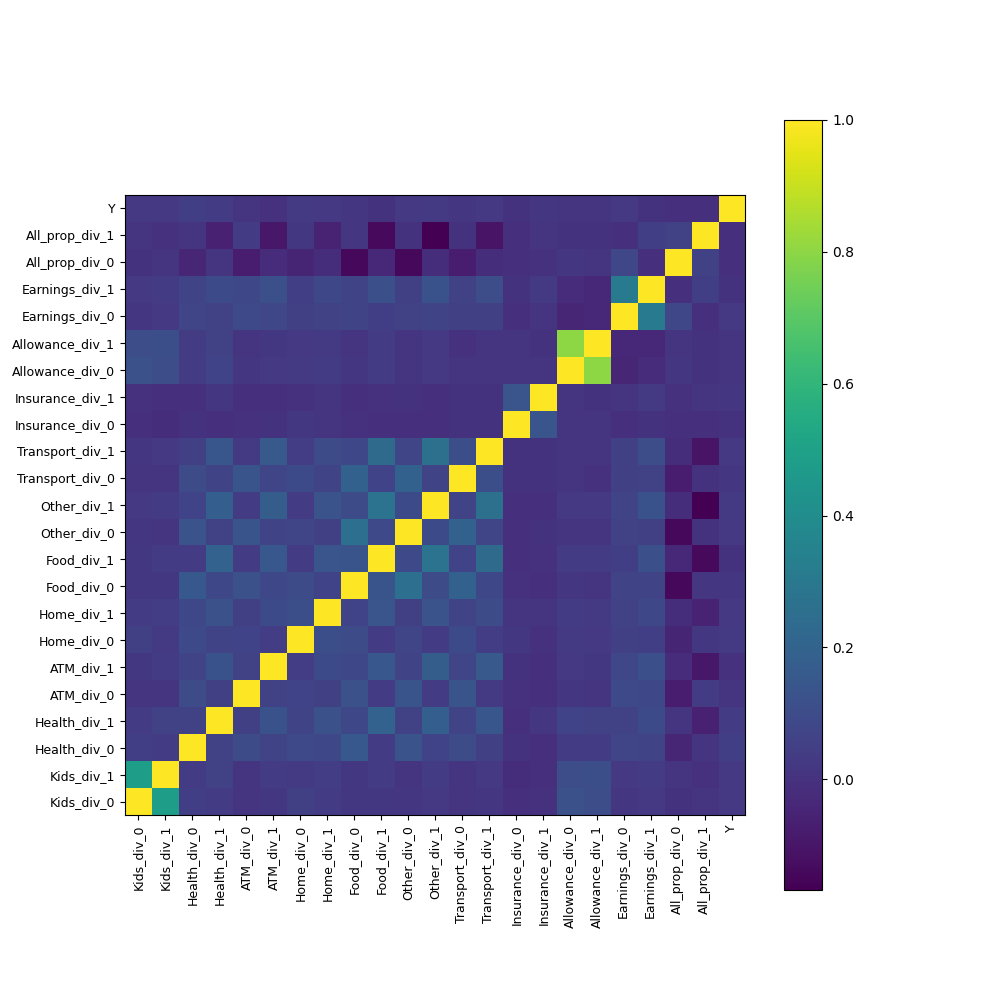 Y
All_prop_div_1
All_prop_div_0
Earnings_div_1
Earnings_div_0
Allowance_div_1
Allowance_div_0
Insurance_div_1
Insurance_div_0
Transport_div_1
Transport_div_0
Other_div_1
Other_div_0
Food_div_1
Food_div_0
Home_div_1
Home_div_0
ATM_div_1
ATM_div_0
Health_div_1
Health_div_0
Kids_div_1
Kids_div_0
Kids_div_0
Kids_div_1
Health_div_0
Health_div_1
ATM_div_0
ATM_div_1
Home_div_0
Home_div_1
Food_div_0
Food_div_1
Other_div_0
Other_div_1
Transport_div_0
Transport_div_1
Insurance_div_0
Insurance_div_1
Allowance_div_0
Allowance_div_1
Earnings_div_0
Earnings_div_1
All_prop_div_0
All_prop_div_1
Y
1.0
0.8
0.6
0.4
0.2
0.0